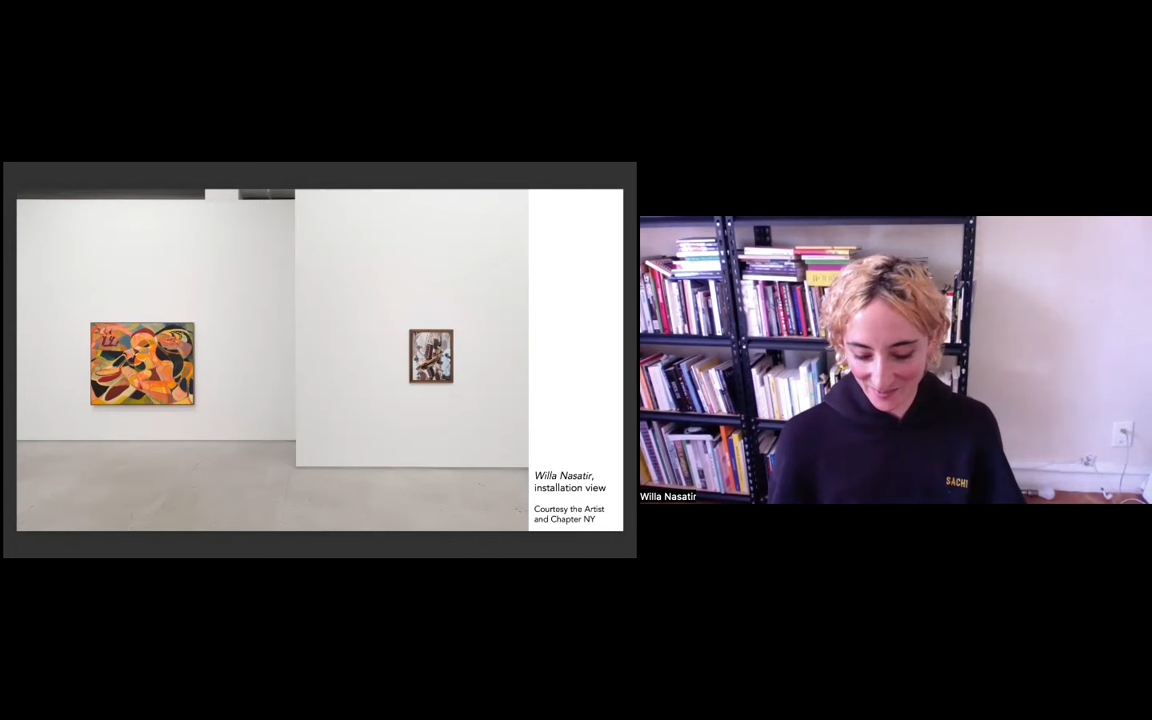 Willa Nasatir,
installation view
Courtesy the Artist
and Chapter NY
Willa Nasatir
SACHI